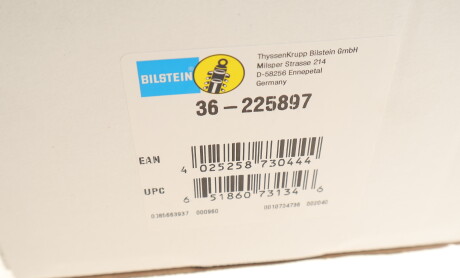 BILSTEIN
ThyssenKrupp Bilstein GmbH
Milsper Strasse 214
D-58256 Ennepetal
Germany
36-225897
EAN
4 025258 730444
UPC
6 51860 73134 6